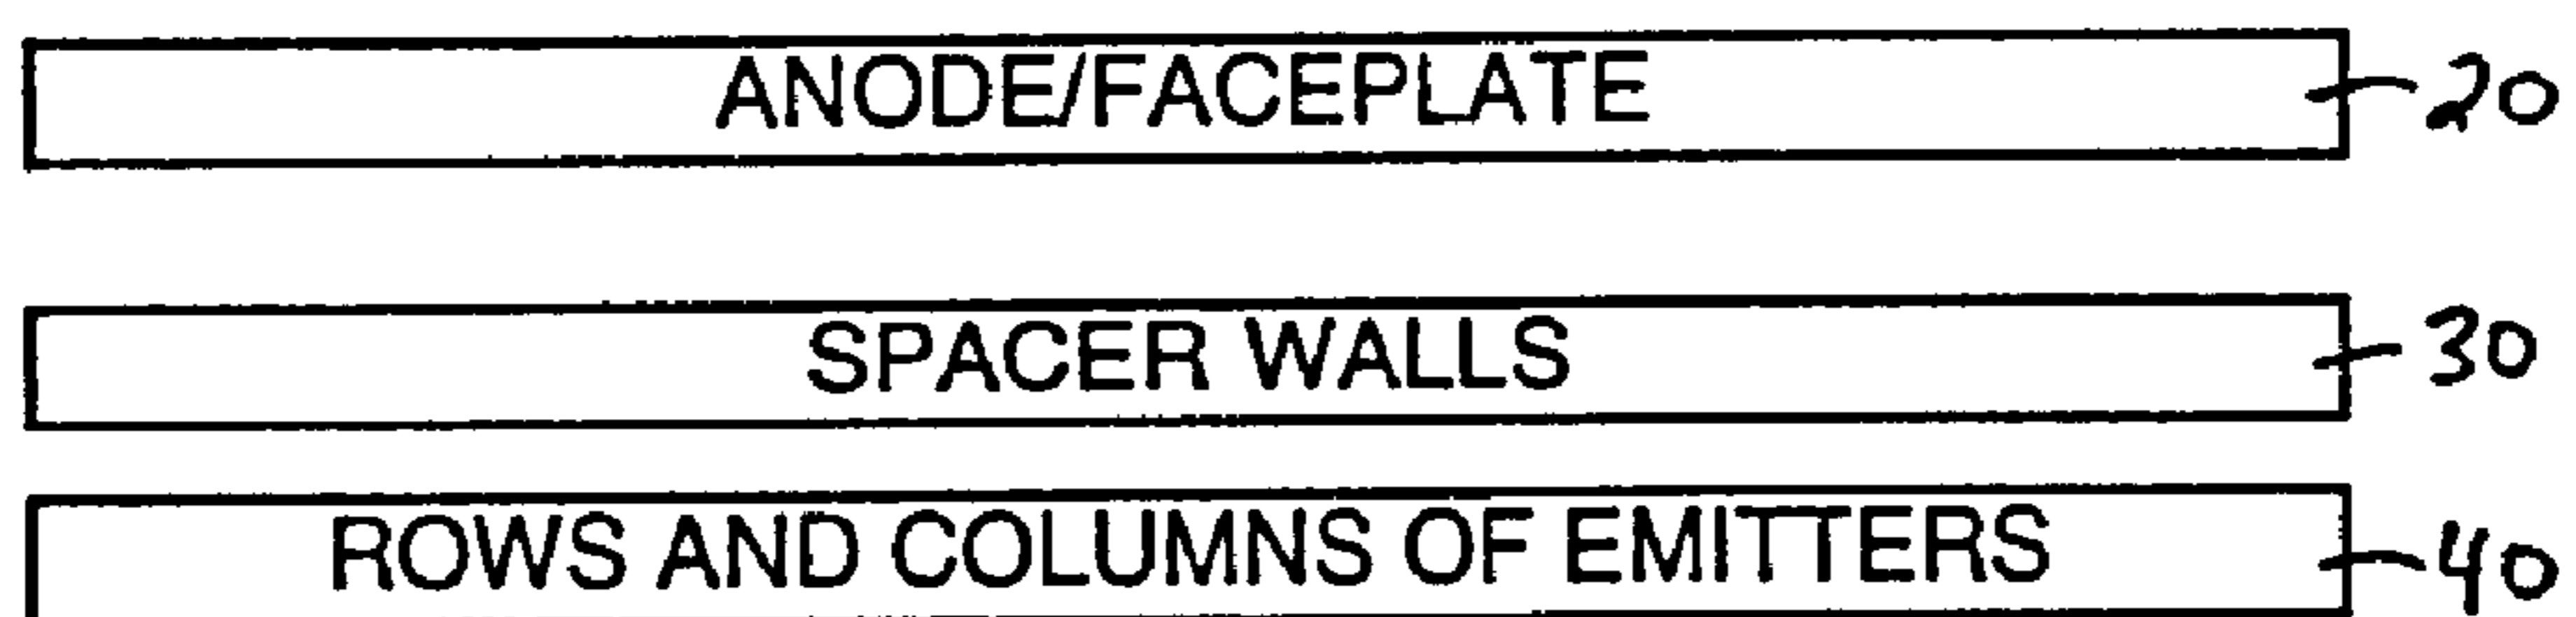 ANODE/FACEPLATE 20
SPACER WALLS 30
ROWS AND COLUMNS OF EMITTERS 40